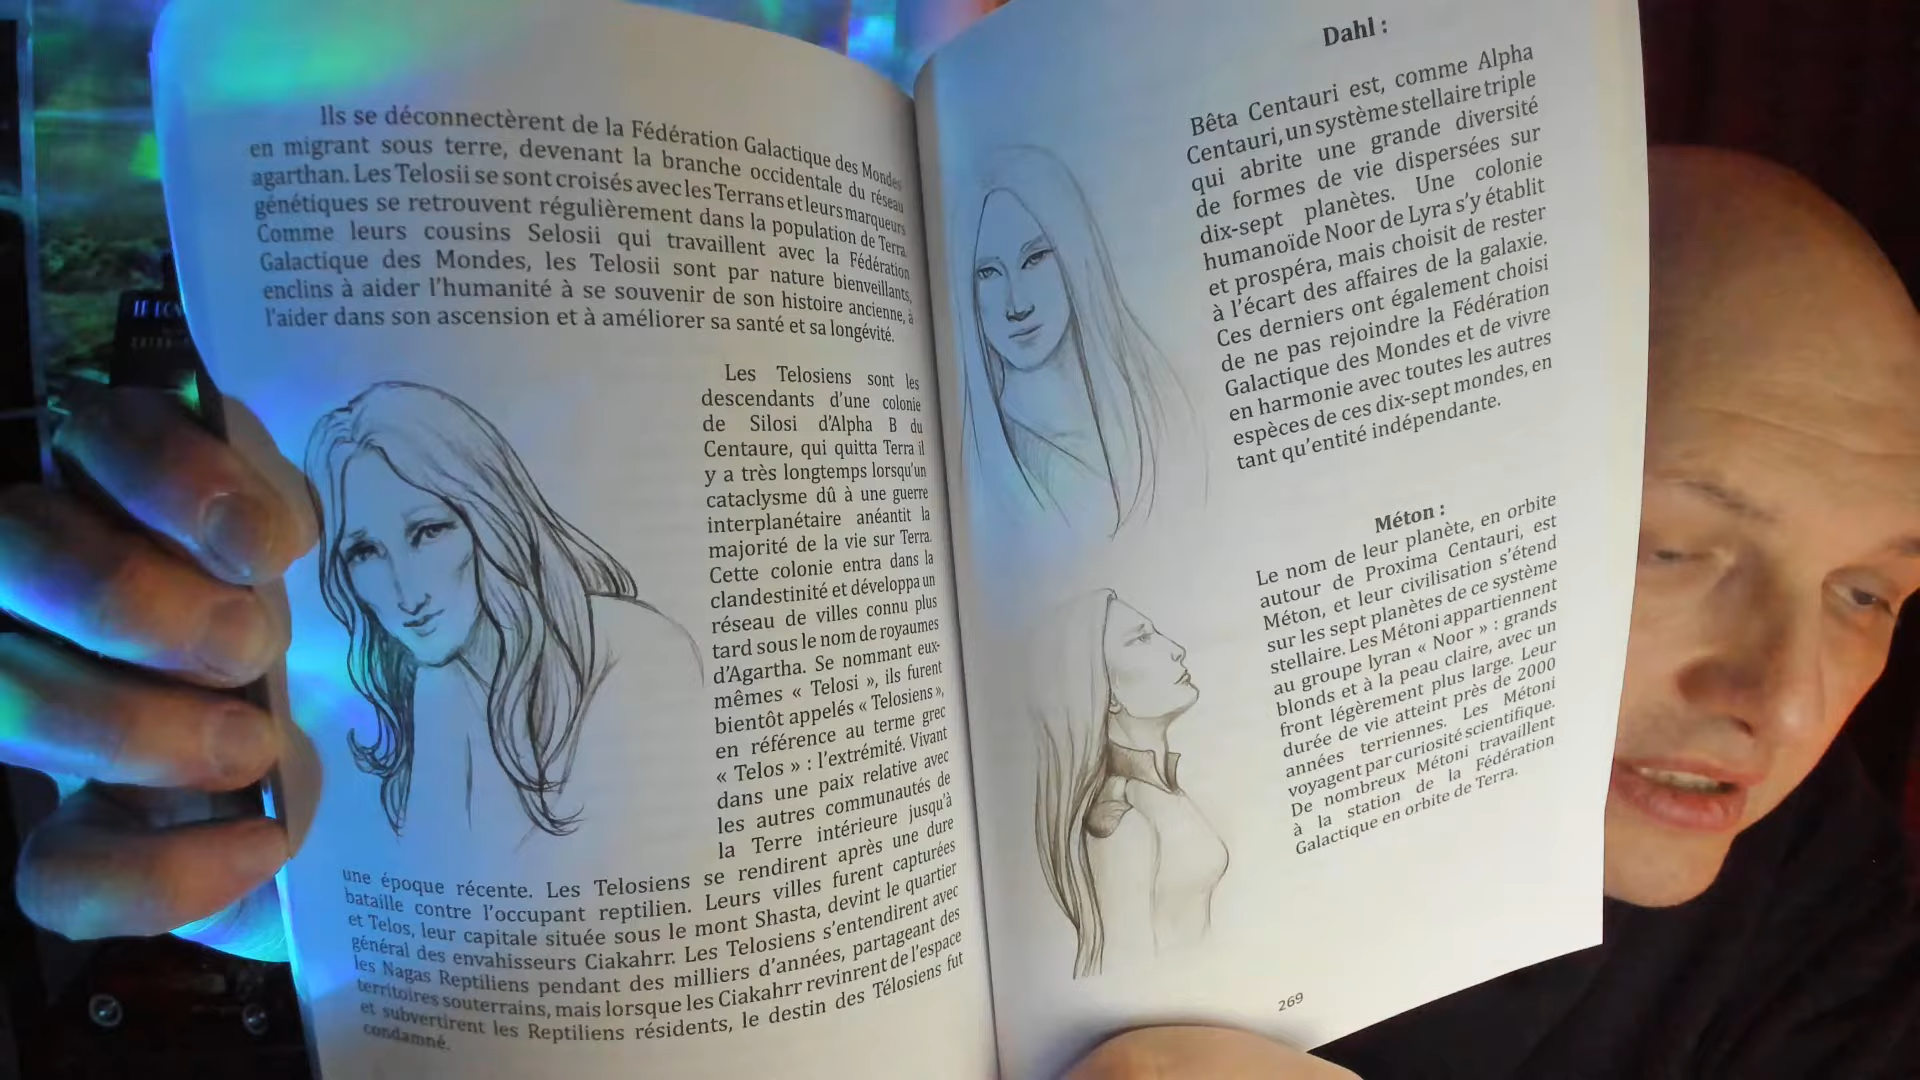 Ils se déconnectèrent de la Fédération Galactique des Mondes
en migrant sous terre, devenant la branche occidentale du réseau
agarthan. Les Telosii se sont croisés avec les Terrans et leurs marqueurs
génétiques se retrouvent régulièrement dans la population de Terra.
Comme leurs cousins Selosii qui travaillent avec la Fédération
Galactique des Mondes, les Telosii sont par nature bienveillants,
enclins à aider l'humanité à se souvenir de son histoire ancienne, à
l'aider dans son ascension et à améliorer sa santé et sa longévité.
Les Telosiens sont les
descendants d'une colonie
de Silosi d'Alpha B du
Centaure, qui quitta Terra il
y a très longtemps lorsqu'un
cataclysme dû à une guerre
interplanétaire anéantit la
majorité de la vie sur Terra.
Cette colonie entra dans la
clandestinité et développa un
réseau de villes connu plus
tard sous le nom de royaumes
d'Agartha. Se nommant eux-
mêmes « Telosi », ils furent
bientôt appelés « Telosiens »,
en référence au terme grec
« Telos » : l'extrémité. Vivant
dans une paix relative avec
les autres communautés de
la Terre intérieure jusqu'à
une époque récente. Les Telosiens se rendirent après une dure
bataille contre l'occupant reptilien. Leurs villes furent capturées
et Telos, leur capitale située sous le mont Shasta, devint le quartier
général des envahisseurs Ciakahrr. Les Telosiens s'entendirent avec
les Nagas Reptiliens pendant des milliers d'années, partageant des
territoires souterrains, mais lorsque les Ciakahrr revinrent de l'espace
et subvertirent les Reptiliens résidents, le destin des Télosiens fut
condamné.
Dahl :
Bêta Centauri est, comme Alpha
Centauri, un système stellaire triple
qui abrite une grande diversité
de formes de vie dispersées sur
dix-sept planètes. Une colonie
humanoïde Noor de Lyra s'y établit
et prospéra, mais choisit de rester
à l'écart des affaires de la galaxie.
Ces derniers ont également choisi
de ne pas rejoindre la Fédération
Galactique des Mondes et de vivre
en harmonie avec toutes les autres
espèces de ces dix-sept mondes, en
tant qu'entité indépendante.
Méton :
Le nom de leur planète, en orbite
autour de Proxima Centauri, est
Méton, et leur civilisation s'étend
sur les sept planètes de ce système
stellaire. Les Métoni appartiennent
au groupe lyran « Noor » : grands
blonds et à la peau claire, avec un
front légèrement plus large. Leur
durée de vie atteint près de 2000
années terriennes. Les Métoni
voyagent par curiosité scientifique.
De nombreux Métoni travaillent
à la station de la Fédération
Galactique en orbite de Terra.
269